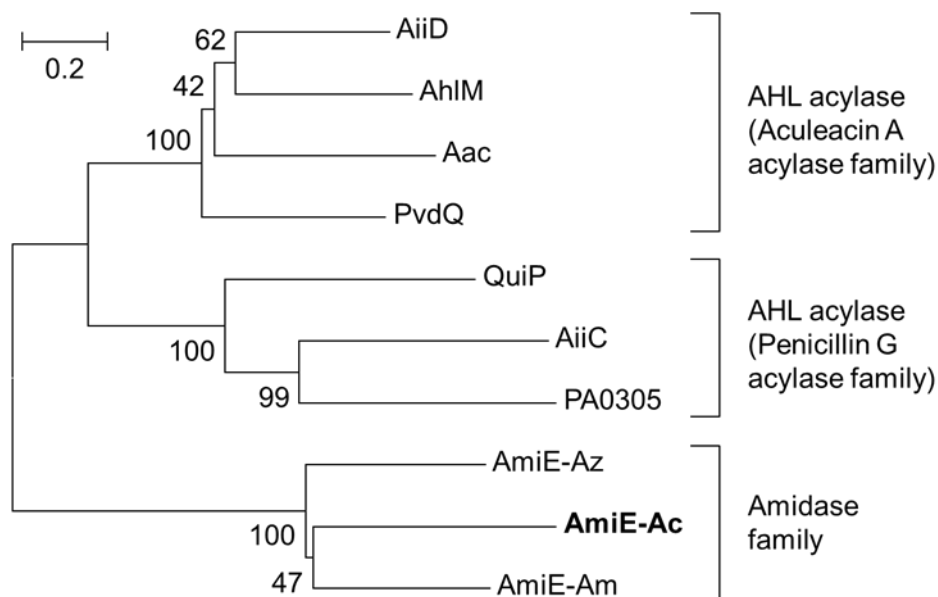 62
AiiD
0.2
AhlM
42
100
Aac
PvdQ
AHL acylase
(Aculeacin A
acylase family)
QuiP
100
AiiC
99
PA0305
AHL acylase
(Penicillin G
acylase family)
AmiE-Az
100
AmiE-Ac
47
AmiE-Am
Amidase
family